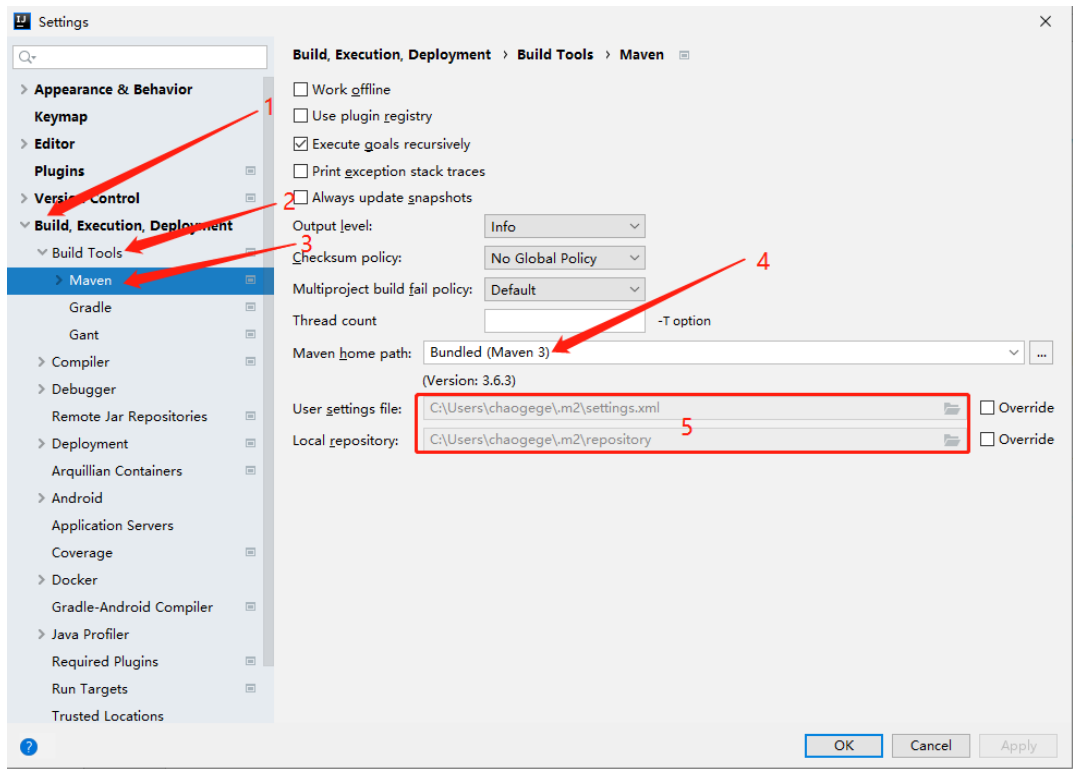 Settings
Appearance & Behavior
Keymap
Editor
Plugins
Version Control
Build, Execution, Deployment
Build Tools
Maven
Gradle
Gant
Compiler
Debugger
Remote Jar Repositories
Deployment
Arquillian Containers
Android
Application Servers
Coverage
Docker
Gradle-Android Compiler
Java Profiler
Required Plugins
Run Targets
Trusted Locations
1
2
3
Build, Execution, Deployment › Build Tools › Maven
Work offline
Use plugin registry
Execute goals recursively
Print exception stack traces
Always update snapshots
Output level: Info
Checksum policy: No Global Policy
Multiproject build fail policy: Default
Thread count -T option
4
Maven home path: Bundled (Maven 3) ...
(Version: 3.6.3)
User settings file: C:\Users\chaogege\.m2\settings.xml Override
5
Local repository: C:\Users\chaogege\.m2\repository Override
? OK Cancel Apply